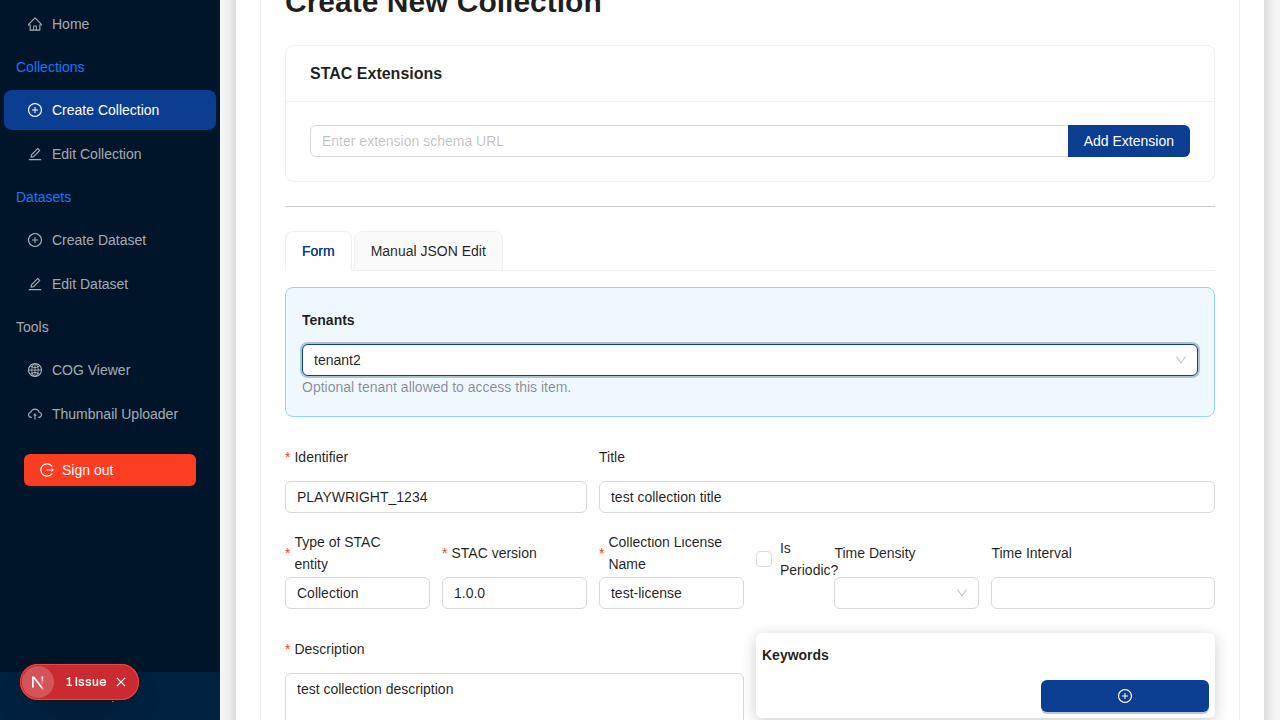 Create New Collection
Home
Collections
Create Collection
Edit Collection
Datasets
Create Dataset
Edit Dataset
Tools
COG Viewer
Thumbnail Uploader
Sign out
N 1 Issue
STAC Extensions
Enter extension schema URL Add Extension
Form Manual JSON Edit
Tenants
tenant2
Optional tenant allowed to access this item.
* Identifier Title
PLAYWRIGHT_1234 test collection title
* Type of STAC entity
* STAC version
* Collection License Name
Is Periodic?
Time Density
Time Interval
Collection 1.0.0 test-license
* Description
test collection description
Keywords